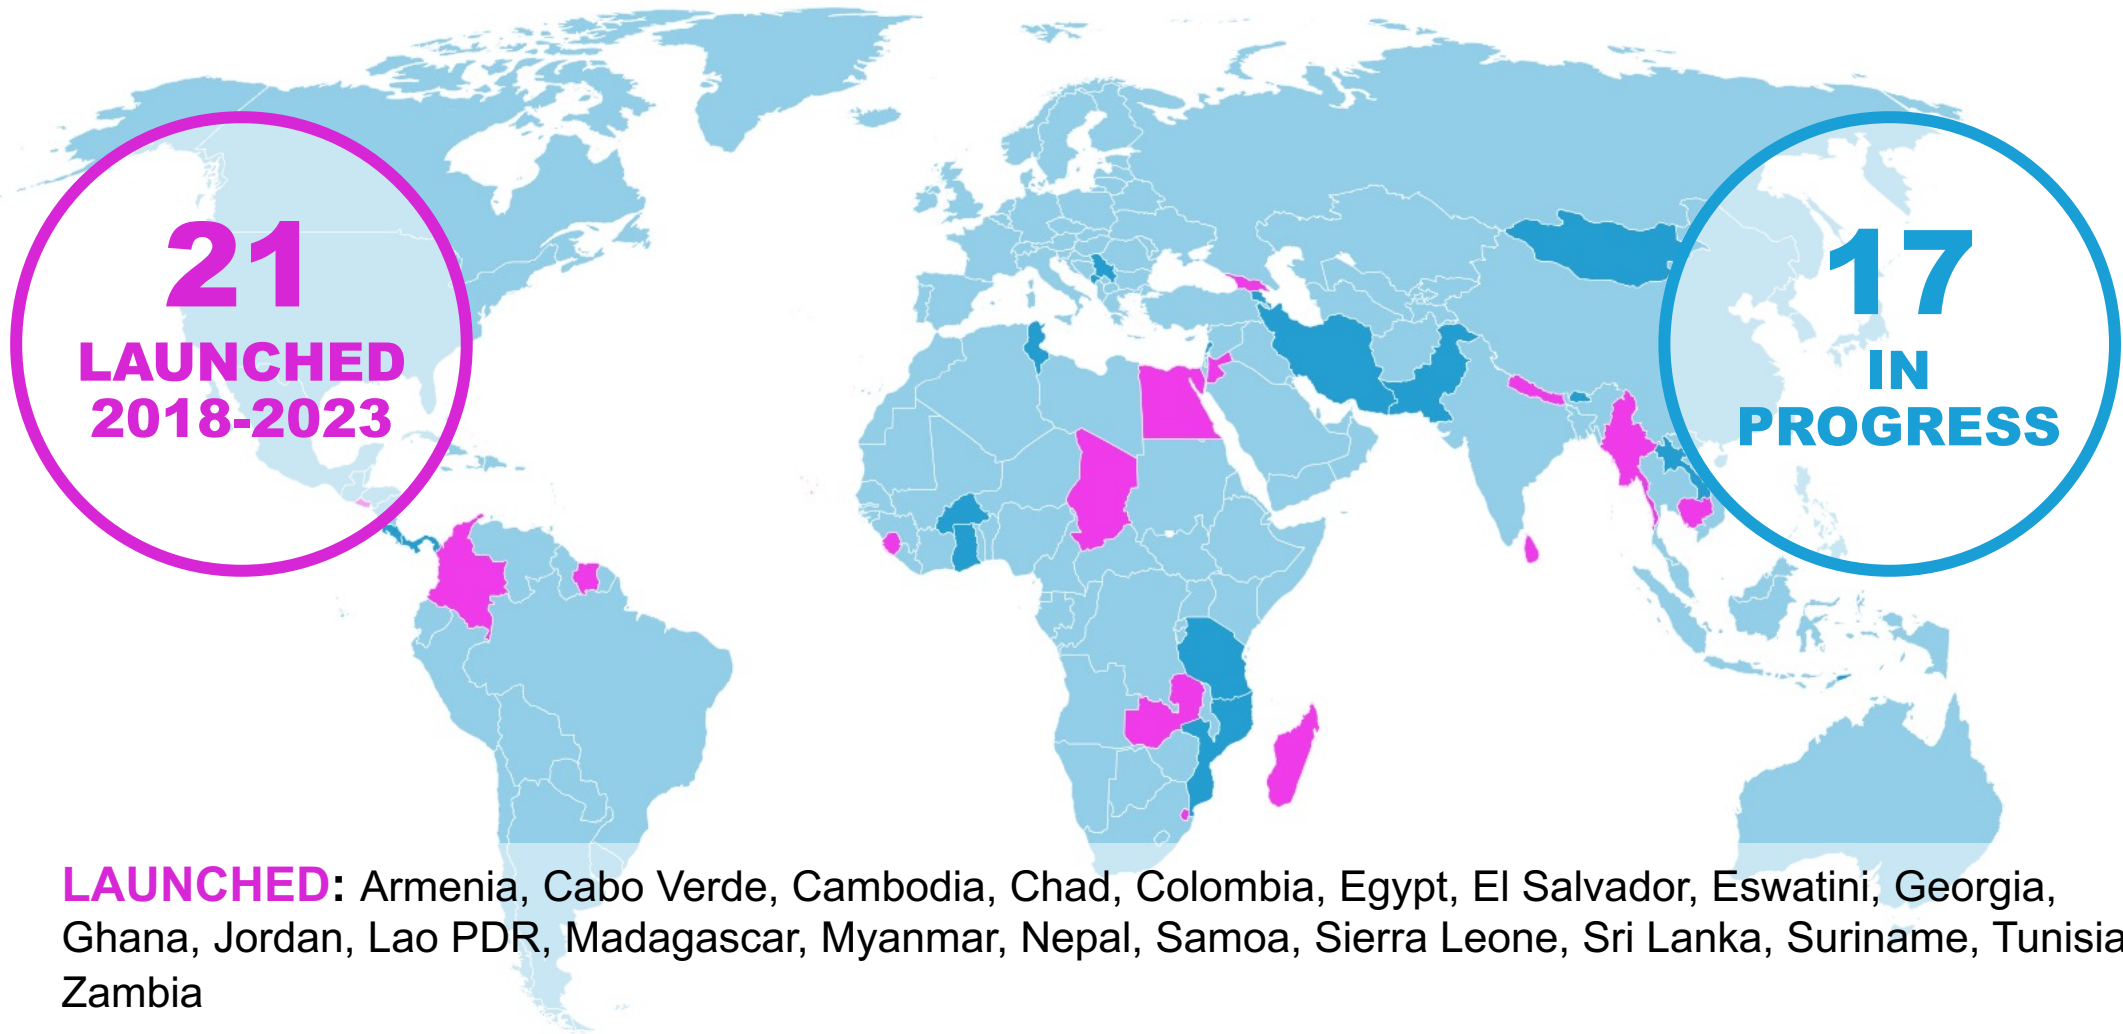 21
LAUNCHED
2018-2023
17
IN
PROGRESS
LAUNCHED: Armenia, Cabo Verde, Cambodia, Chad, Colombia, Egypt, El Salvador, Eswatini, Georgia,
Ghana, Jordan, Lao PDR, Madagascar, Myanmar, Nepal, Samoa, Sierra Leone, Sri Lanka, Suriname, Tunisia
Zambia